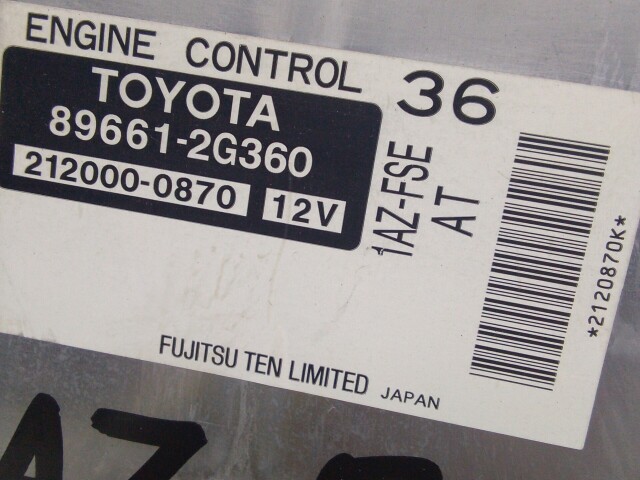 ENGINE CONTROL 36
TOYOTA
89661-2G360
212000-0870 12V
1AZ-FSE
AT
*2120870K*
FUJITSU TEN LIMITED JAPAN